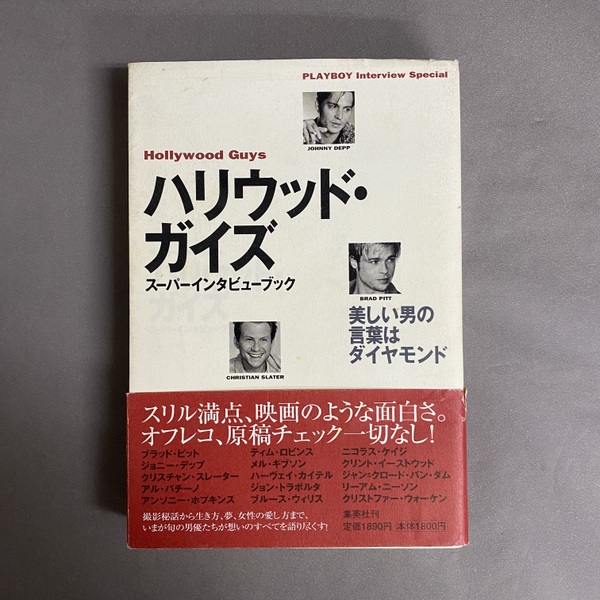 PLAYBOY Interview Special
JOHNNY DEPP
Hollywood Guys
ハリウッド・
ガイズ
スーパーインタビューブック
BRAD PITT
美しい男の
言葉は
ダイヤモンド
CHRISTIAN SLATER
スリル満点、映画のような面白さ。
オフレコ、原稿チェック一切なし!
ブラッド・ピット
ジョニー・デップ
クリスチャン・スレーター
アル・パチーノ
アンソニー・ホプキンス
ティム・ロビンス
メル・ギブソン
ハーヴェイ・カイテル
ジョン・トラボルタ
ブルース・ウィリス
ニコラス・ケイジ
クリント・イーストウッド
ジャン=クロード・バン・ダム
リーアム・ニーソン
クリストファー・ウォーケン
撮影秘話から生き方、夢、女性の愛し方まで、
いまが旬の男優たちが想いのすべてを語り尽くす!
集英社刊
定価1890円 本体1800円